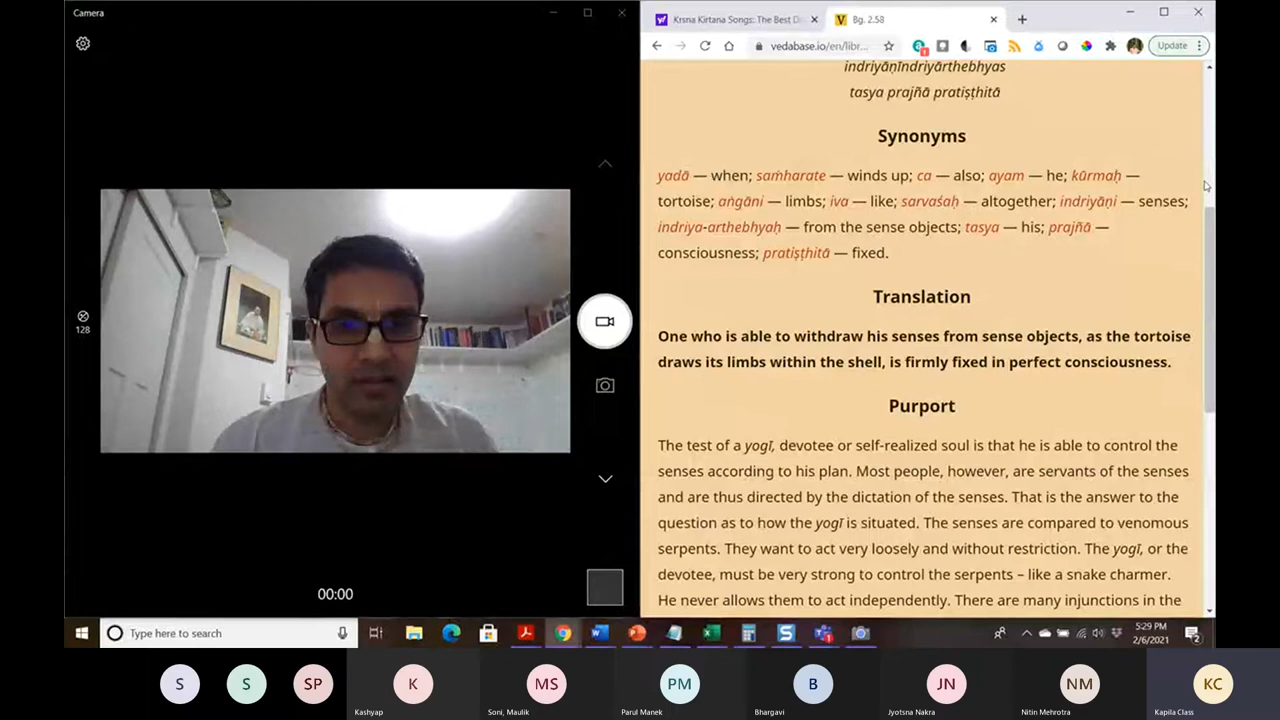 Camera
Krsna Kirtana Songs: The Best D
Bg. 2.58
vedabase.io/en/libr...
Update
indriyāṇīndriyārthebhyas
tasya prajñā pratiṣṭhitā
Synonyms
yadā — when; saṁharate — winds up; ca — also; ayam — he; kūrmaḥ —
tortoise; aṅgāni — limbs; iva — like; sarvaśaḥ — altogether; indriyāṇi — senses;
indriya-arthebhyaḥ — from the sense objects; tasya — his; prajñā —
consciousness; pratiṣṭhitā — fixed.
Translation
One who is able to withdraw his senses from sense objects, as the tortoise
draws its limbs within the shell, is firmly fixed in perfect consciousness.
Purport
The test of a yogī, devotee or self-realized soul is that he is able to control the
senses according to his plan. Most people, however, are servants of the senses
and are thus directed by the dictation of the senses. That is the answer to the
question as to how the yogī is situated. The senses are compared to venomous
serpents. They want to act very loosely and without restriction. The yogī, or the
devotee, must be very strong to control the serpents – like a snake charmer.
He never allows them to act independently. There are many injunctions in the
128
00:00
Type here to search
5:29 PM
2/6/2021
2
S
S
SP
K
MS
PM
B
JN
NM
KC
Kashyap
Soni, Maulik
Parul Manek
Bhargavi
Jyotsna Nakra
Nitin Mehrotra
Kapila Class